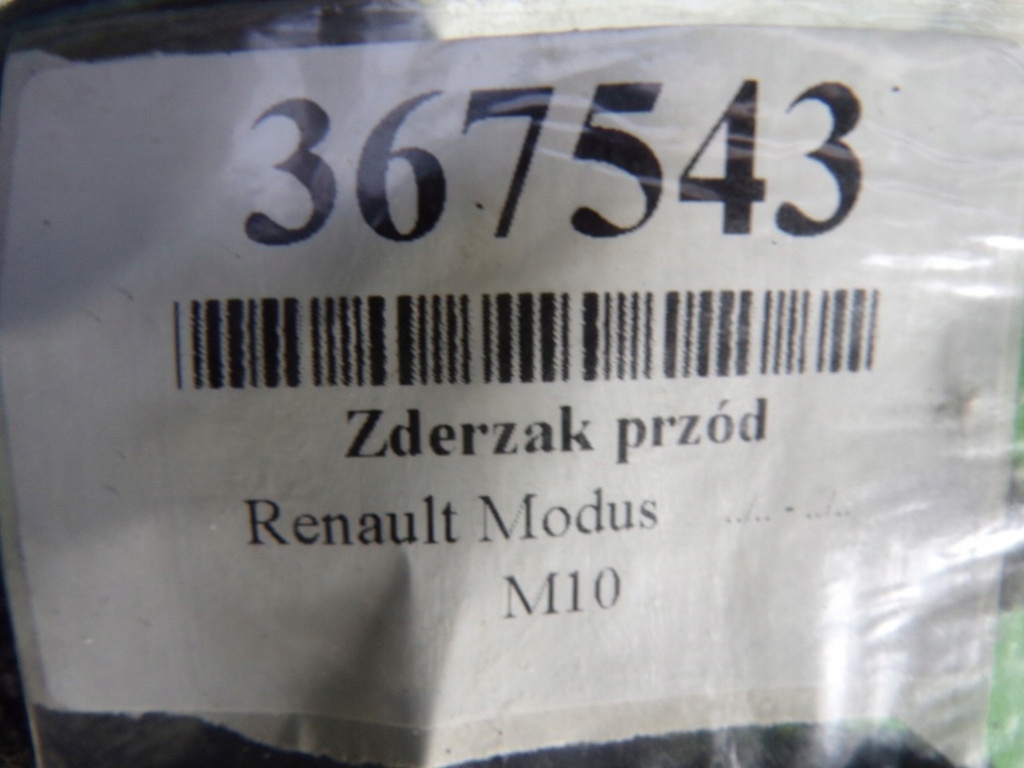 367543
Zderzak przód
Renault Modus ../.. - ../..
M10